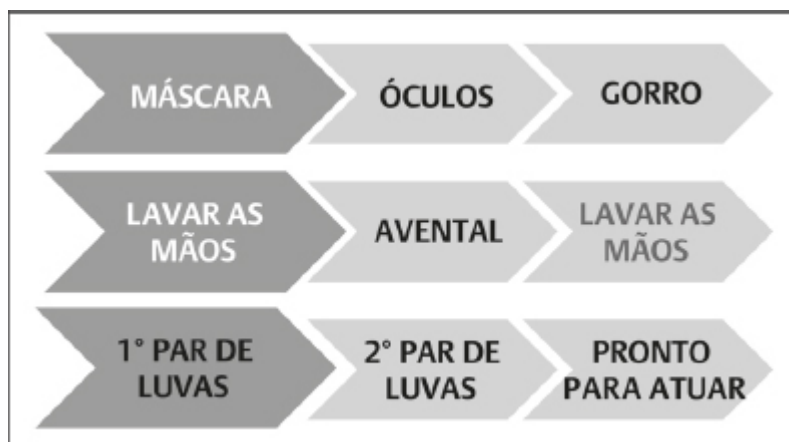 MÁSCARA
ÓCULOS
GORRO
LAVAR AS
MÃOS
AVENTAL
LAVAR AS
MÃOS
1° PAR DE
LUVAS
2° PAR DE
LUVAS
PRONTO
PARA ATUAR